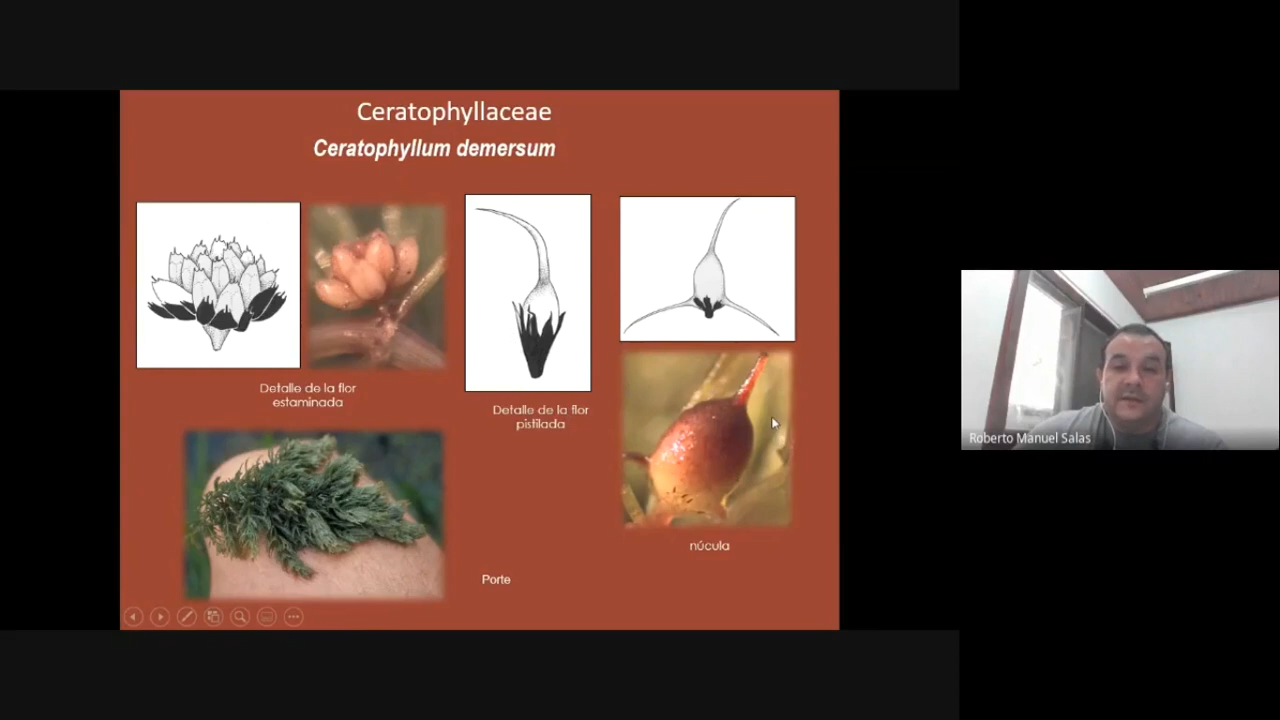 Ceratophyllaceae
Ceratophyllum demersum
Detalle de la flor
estaminada
Detalle de la flor
pistilada
núcula
Porte
Roberto Manuel Salas